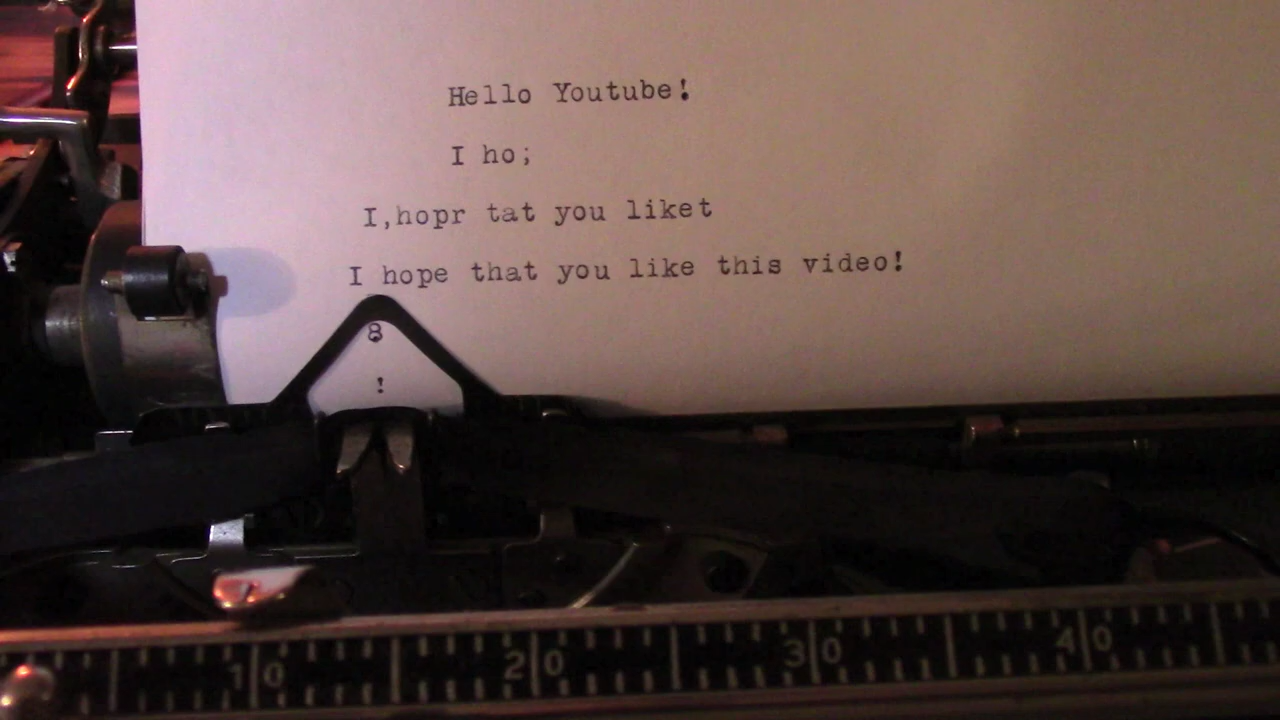 Hello Youtube!
I ho;
I,hopr tat you liket
I hope that you like this video!
8
!
10 20 30 40